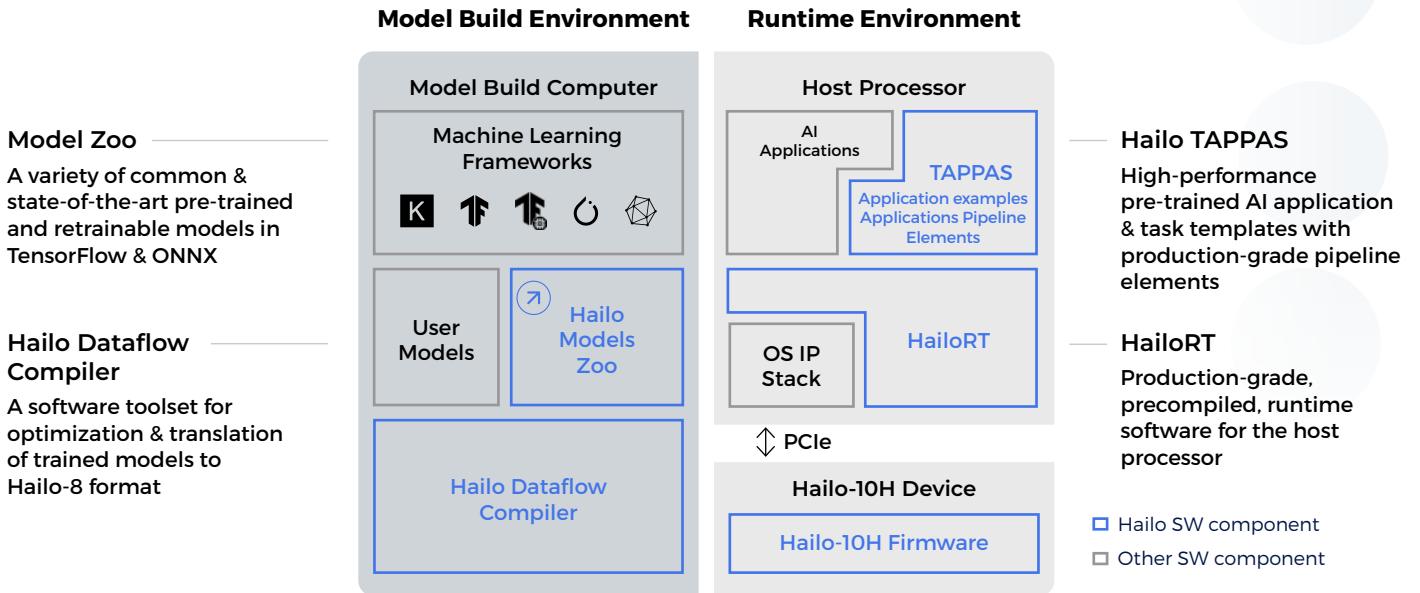 Model Build Environment
Runtime Environment
Model Zoo
A variety of common &
state-of-the-art pre-trained
and retrainable models in
TensorFlow & ONNX
Hailo Dataflow
Compiler
A software toolset for
optimization & translation
of trained models to
Hailo-8 format
Model Build Computer
Machine Learning
Frameworks
K
User
Models
Hailo
Models
Zoo
Hailo Dataflow
Compiler
Host Processor
AI
Applications
TAPPAS
Application examples
Applications Pipeline
Elements
HailoRT
OS IP
Stack
PCIe
Hailo-10H Device
Hailo-10H Firmware
Hailo TAPPAS
High-performance
pre-trained AI application
& task templates with
production-grade pipeline
elements
HailoRT
Production-grade,
precompiled, runtime
software for the host
processor
Hailo SW component
Other SW component